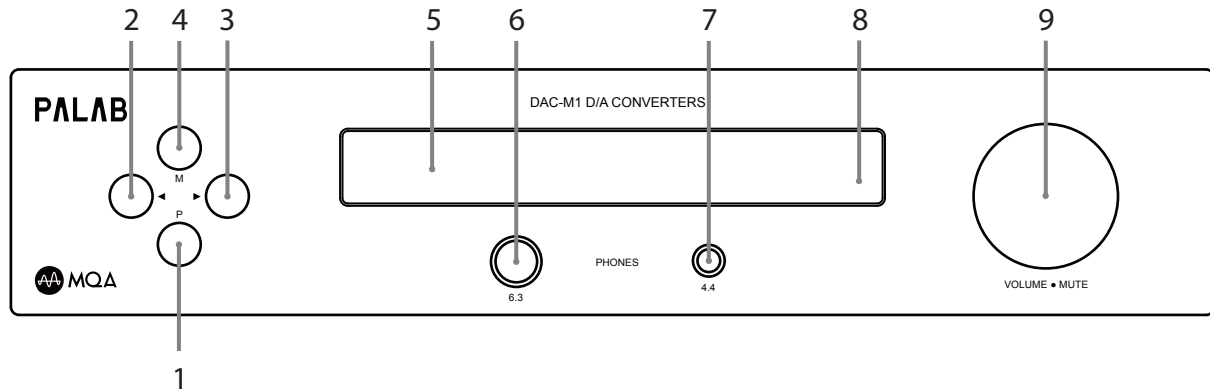 2 4 3 5 6 7 8 9
PALAB
DAC-M1 D/A CONVERTERS
M
◄ ►
P
MQA
PHONES
6.3
4.4
VOLUME ● MUTE
1